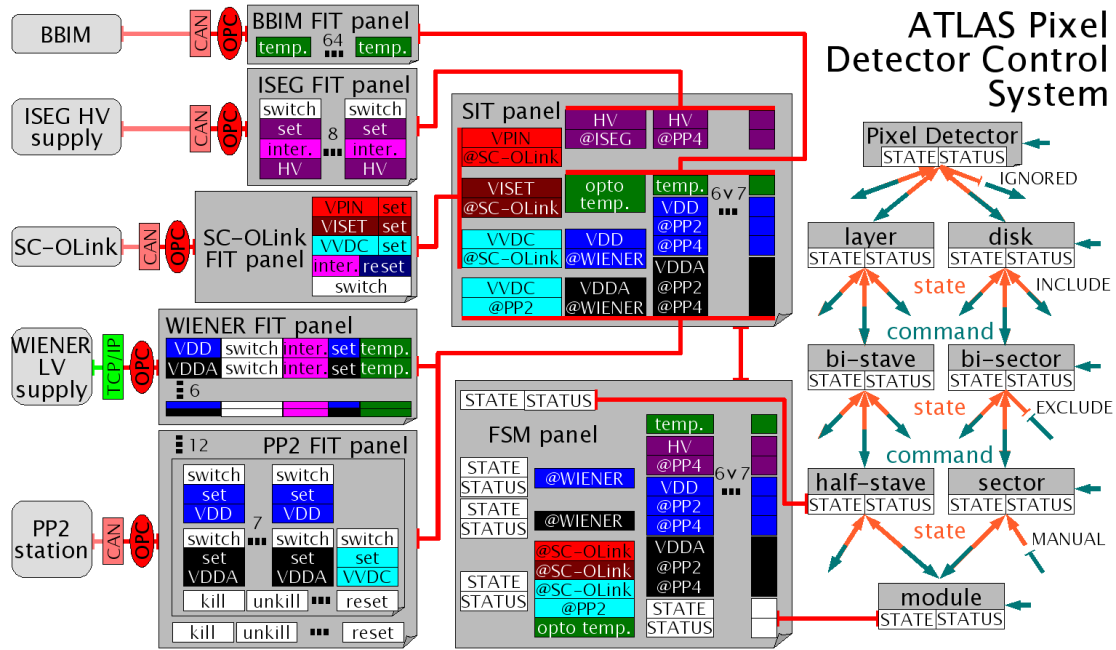 ATLAS Pixel
Detector Control
System
BBIM
CAN
OPC
BBIM FIT panel
temp.
64
temp.
ISEG HV
supply
CAN
OPC
ISEG FIT panel
switch
set
inter.
HV
8
switch
set
inter.
HV
SC-OLink
CAN
OPC
SC-OLink
FIT panel
VPIN set
VISET set
VVDC set
inter. reset
switch
WIENER
LV
supply
TCP/IP
OPC
WIENER FIT panel
VDD switch inter. set temp.
VDDA switch inter. set temp.
6
PP2
station
CAN
OPC
12
PP2 FIT panel
switch
set
VDD
switch
set
VDD
7
switch
set
VDDA
switch
set
VDDA
switch
set
VVDC
kill unkill reset
kill unkill reset
SIT panel
VPIN
@SC-OLink
HV
@ISEG
HV
@PP4
VISET
@SC-OLink
opto
temp.
temp.
VDD
@PP2
@PP4
6v7
VVDC
@SC-OLink
VDD
@WIENER
VDDA
@PP2
@PP4
VVDC
@PP2
VDDA
@WIENER
STATE STATUS
FSM panel
STATE
STATUS
@WIENER
STATE
STATUS
@WIENER
STATE
STATUS
@SC-OLink
@SC-OLink
@SC-OLink
@PP2
opto temp.
temp.
HV
@PP4
VDD
@PP2
@PP4
VDDA
@PP2
@PP4
STATE
STATUS
6v7
Pixel Detector
STATE STATUS
IGNORED
layer
STATE STATUS
disk
STATE STATUS
state
INCLUDE
command
bi-stave
STATE STATUS
bi-sector
STATE STATUS
state
EXCLUDE
command
half-stave
STATE STATUS
sector
STATE STATUS
state
MANUAL
module
STATE STATUS